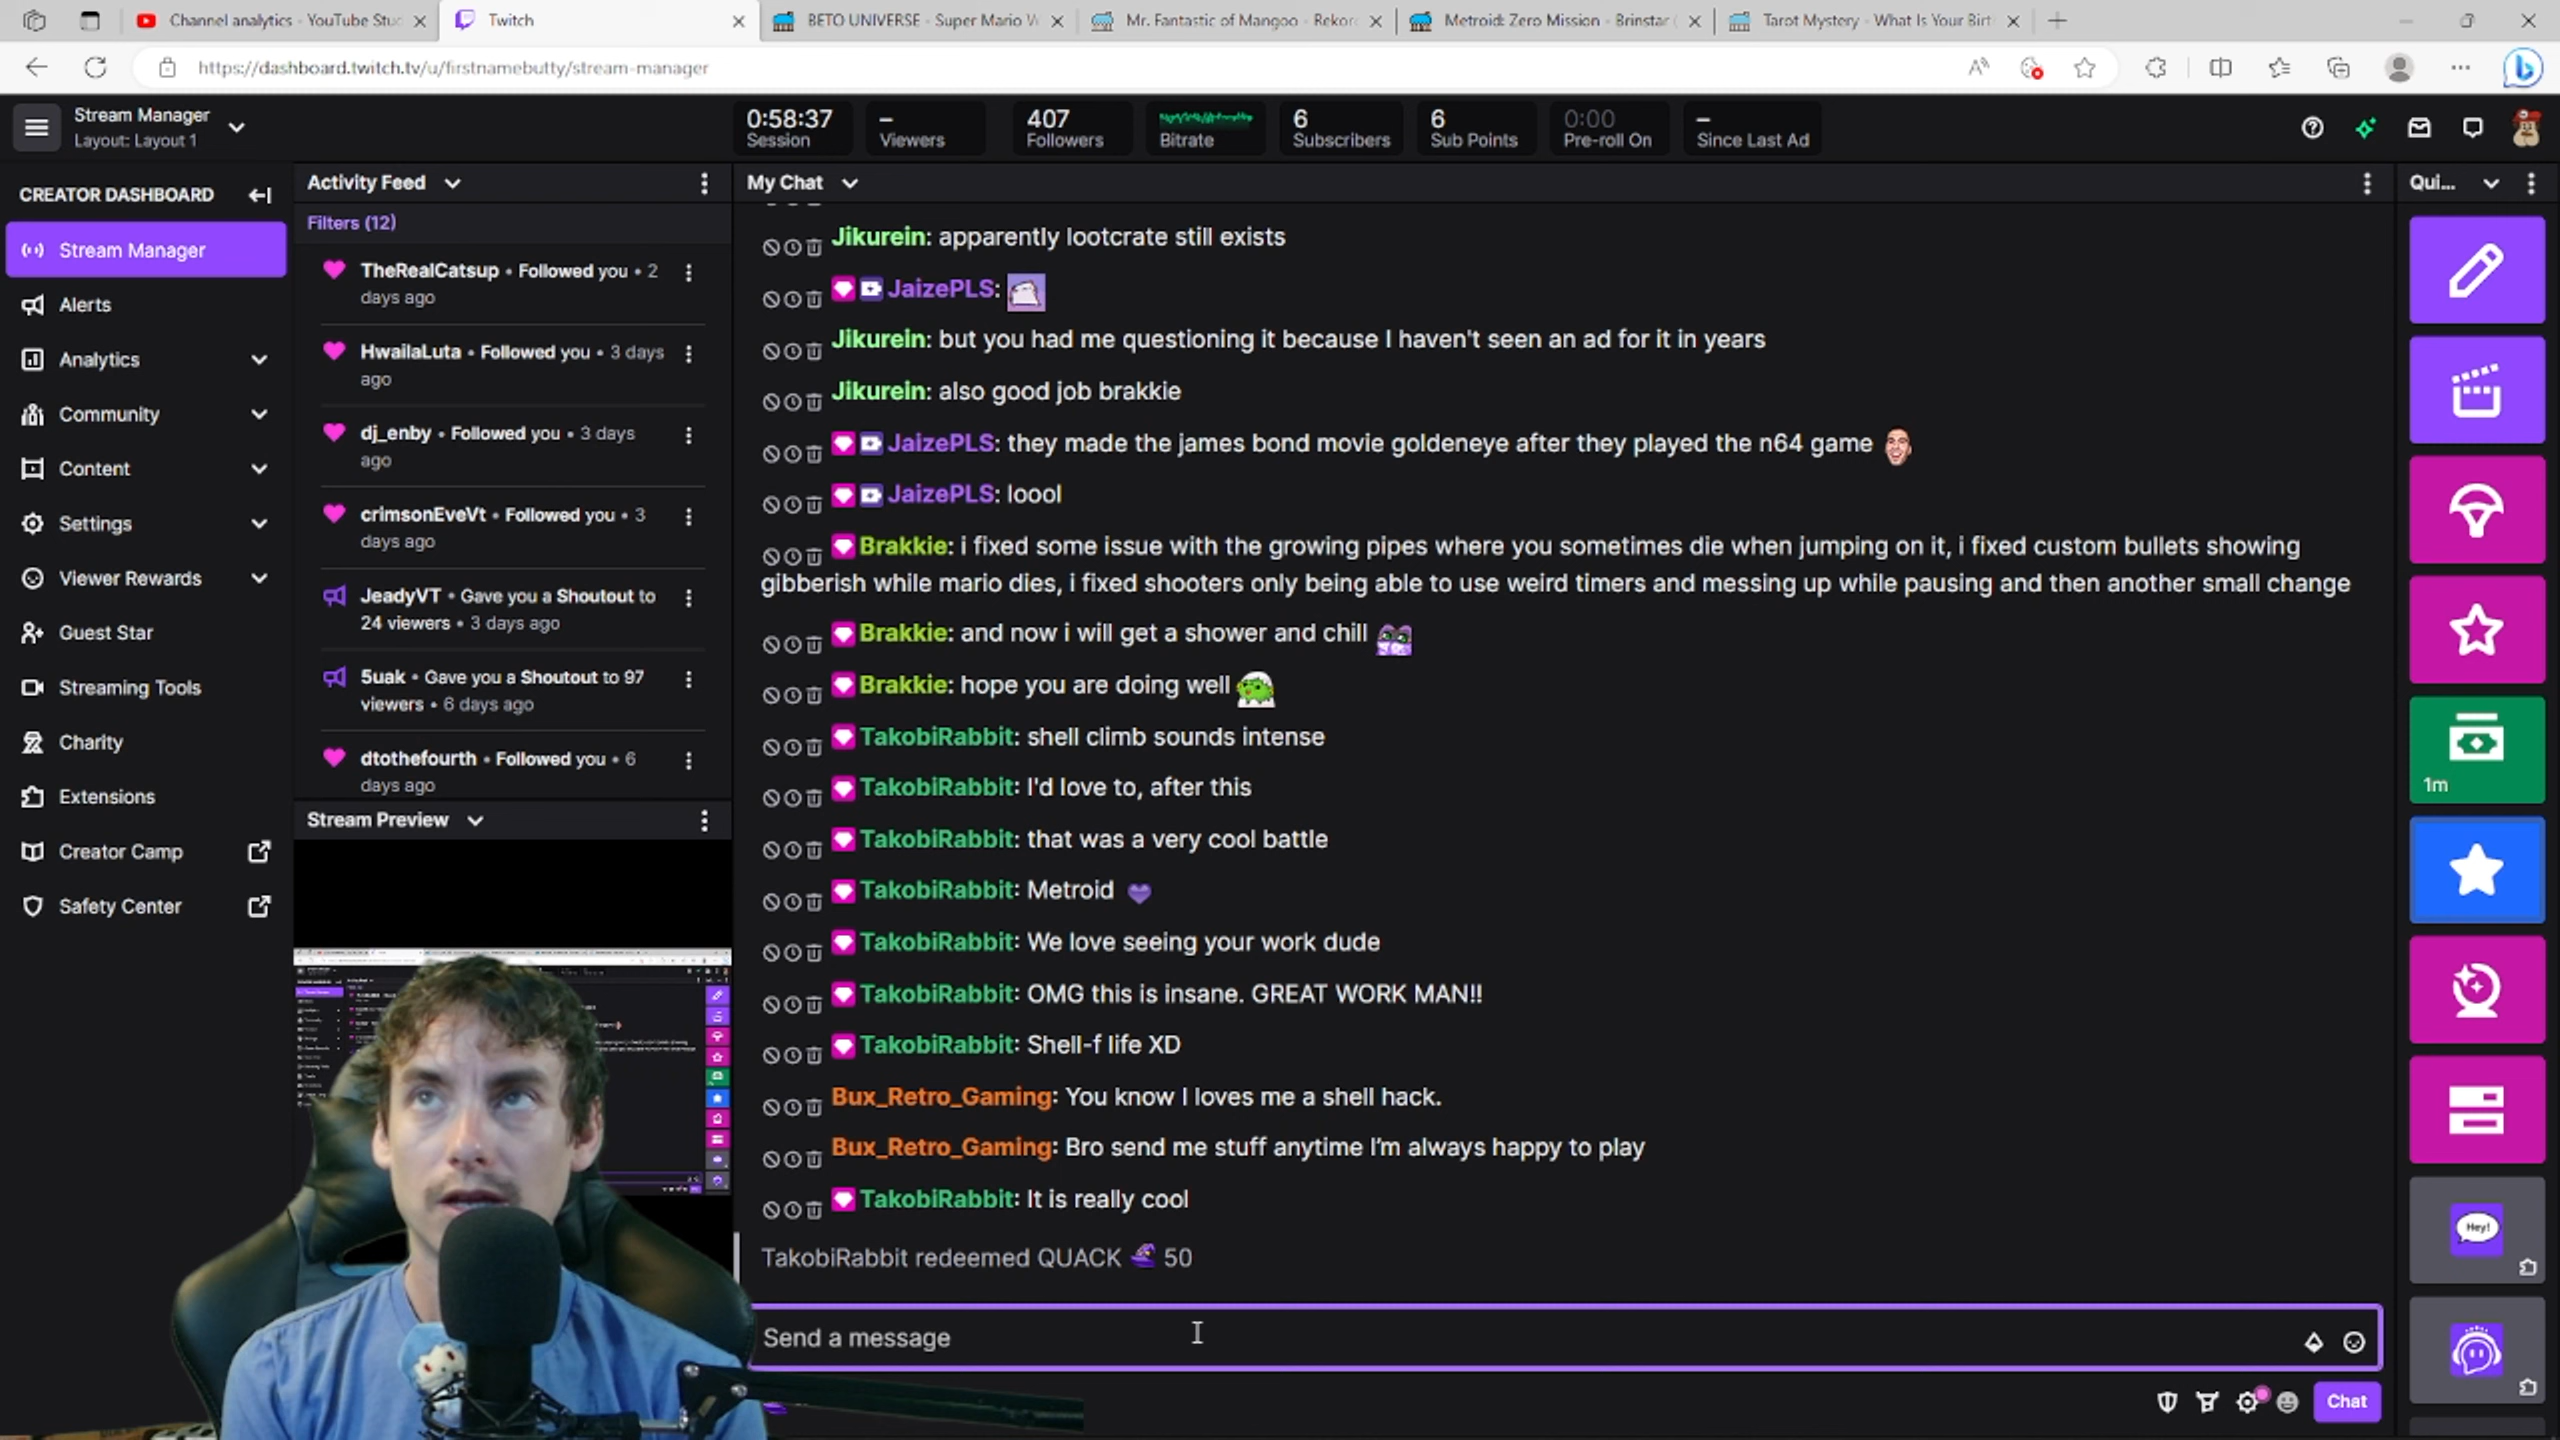 Channel analytics - YouTube Stu
Twitch
BETO UNIVERSE - Super Mario W
Mr. Fantastic of Mangoo - Rekor
Metroid: Zero Mission - Brinstar (
Tarot Mystery - What Is Your Birt
https://dashboard.twitch.tv/u/firstnamebutty/stream-manager
Stream Manager
Layout: Layout 1
0:58:37
Session
–
Viewers
407
Followers
Bitrate
6
Subscribers
6
Sub Points
0:00
Pre-roll On
–
Since Last Ad
CREATOR DASHBOARD
Stream Manager
Alerts
Analytics
Community
Content
Settings
Viewer Rewards
Guest Star
Streaming Tools
Charity
Extensions
Creator Camp
Safety Center
Activity Feed
Filters (12)
TheRealCatsup • Followed you • 2
days ago
HwailaLuta • Followed you • 3 days
ago
dj_enby • Followed you • 3 days
ago
crimsonEveVt • Followed you • 3
days ago
JeadyVT • Gave you a Shoutout to
24 viewers • 3 days ago
5uak • Gave you a Shoutout to 97
viewers • 6 days ago
dtothefourth • Followed you • 6
days ago
Stream Preview
My Chat
Jikurein: apparently lootcrate still exists
JaizePLS:
Jikurein: but you had me questioning it because I haven't seen an ad for it in years
Jikurein: also good job brakkie
JaizePLS: they made the james bond movie goldeneye after they played the n64 game
JaizePLS: loool
Brakkie: i fixed some issue with the growing pipes where you sometimes die when jumping on it, i fixed custom bullets showing
gibberish while mario dies, i fixed shooters only being able to use weird timers and messing up while pausing and then another small change
Brakkie: and now i will get a shower and chill
Brakkie: hope you are doing well
TakobiRabbit: shell climb sounds intense
TakobiRabbit: I'd love to, after this
TakobiRabbit: that was a very cool battle
TakobiRabbit: Metroid
TakobiRabbit: We love seeing your work dude
TakobiRabbit: OMG this is insane. GREAT WORK MAN!!
TakobiRabbit: Shell-f life XD
Bux_Retro_Gaming: You know I loves me a shell hack.
Bux_Retro_Gaming: Bro send me stuff anytime I'm always happy to play
TakobiRabbit: It is really cool
TakobiRabbit redeemed QUACK 50
Send a message
Chat
Qui...
1m
Hey!